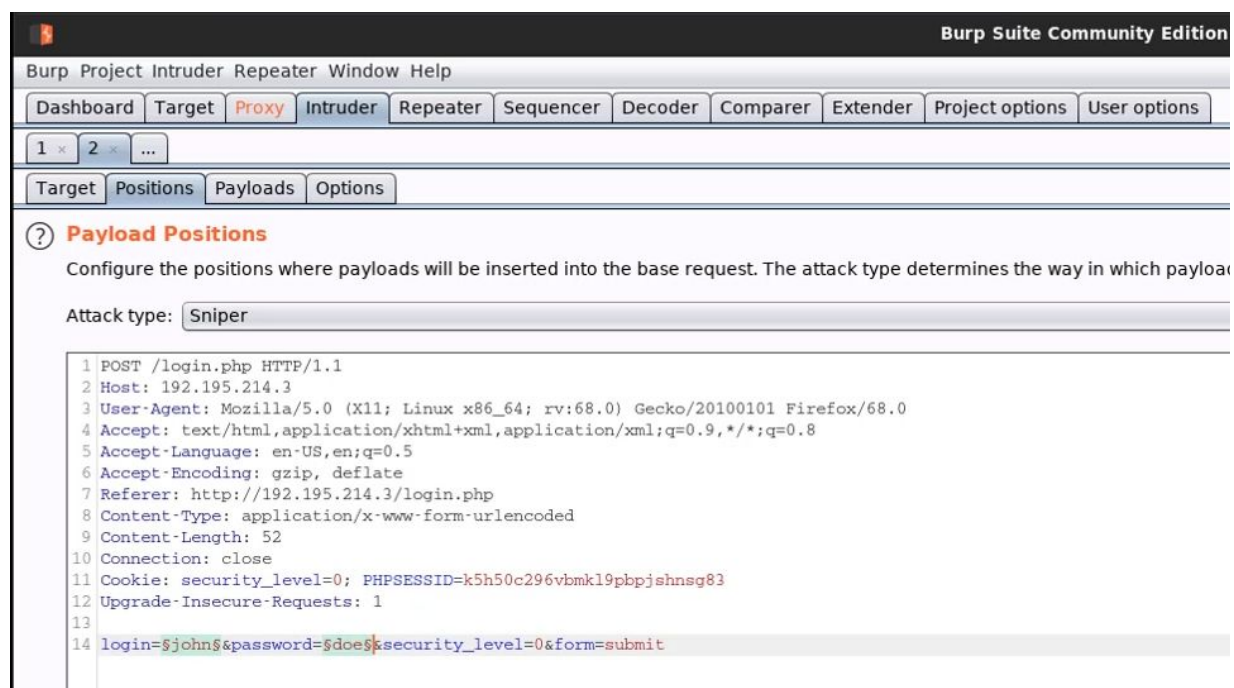 Burp Suite Community Edition
Burp Project Intruder Repeater Window Help
Dashboard Target Proxy Intruder Repeater Sequencer Decoder Comparer Extender Project options User options
1 × 2 × ...
Target Positions Payloads Options
? Payload Positions
Configure the positions where payloads will be inserted into the base request. The attack type determines the way in which payloa
Attack type: Sniper
1 POST /login.php HTTP/1.1
2 Host: 192.195.214.3
3 User-Agent: Mozilla/5.0 (X11; Linux x86_64; rv:68.0) Gecko/20100101 Firefox/68.0
4 Accept: text/html,application/xhtml+xml,application/xml;q=0.9,*/*;q=0.8
5 Accept-Language: en-US,en;q=0.5
6 Accept-Encoding: gzip, deflate
7 Referer: http://192.195.214.3/login.php
8 Content-Type: application/x-www-form-urlencoded
9 Content-Length: 52
10 Connection: close
11 Cookie: security_level=0; PHPSESSID=k5h50c296vbmkl9pbpjshnsg83
12 Upgrade-Insecure-Requests: 1
13
14 login=§john§&password=§doe§&security_level=0&form=submit